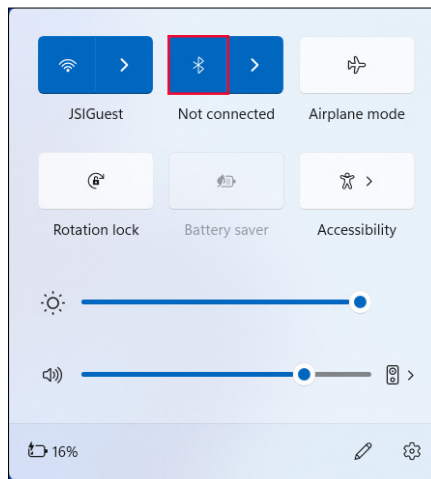 JSIGuest Not connected Airplane mode
Rotation lock Battery saver Accessibility
16%